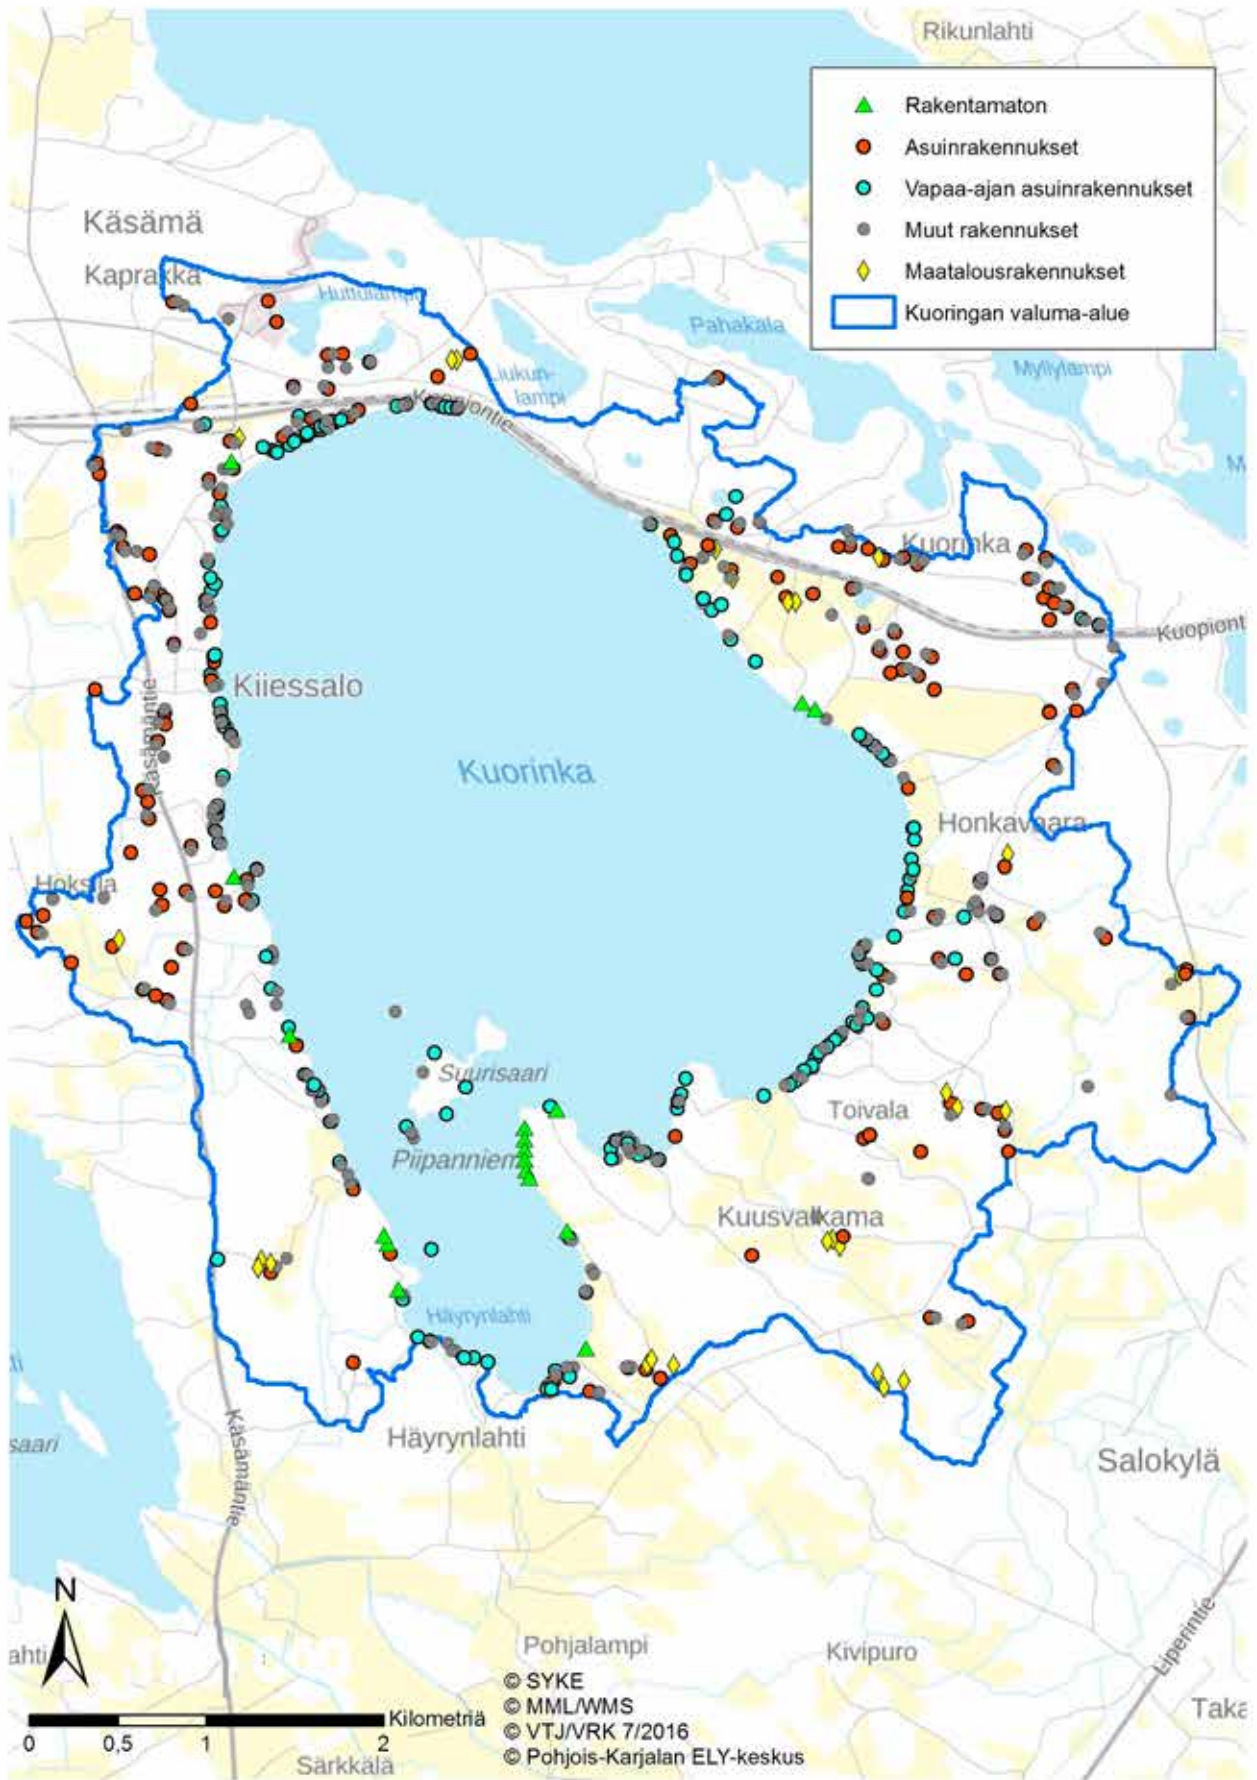 Rikunlahti
Rakentamaton
Asuinrakennukset
Vapaa-ajan asuinrakennukset
Muut rakennukset
Maatalousrakennukset
Kuoringan valuma-alue
Käsämä
Kaprakka
Huttulampi
Pahakala
Myllylampi
Liukun-
lampi
Kuopiontie
Kuorinka
Kuopiont
Kiiessalo
Käsämäntie
Kuorinka
Honkavaara
Hoksila
Suurisaari
Toivala
Piipanniemi
Kuusvalkama
Häyrynlahti
Häyrynlahti
saari
Käsämäntie
Salokylä
N
Pohjalampi
Kivipuro
Liperintie
ahti
© SYKE
© MML/WMS
© VTJ/VRK 7/2016
© Pohjois-Karjalan ELY-keskus
Taka
Kilometriä
0 0,5 1 2
Särkkälä